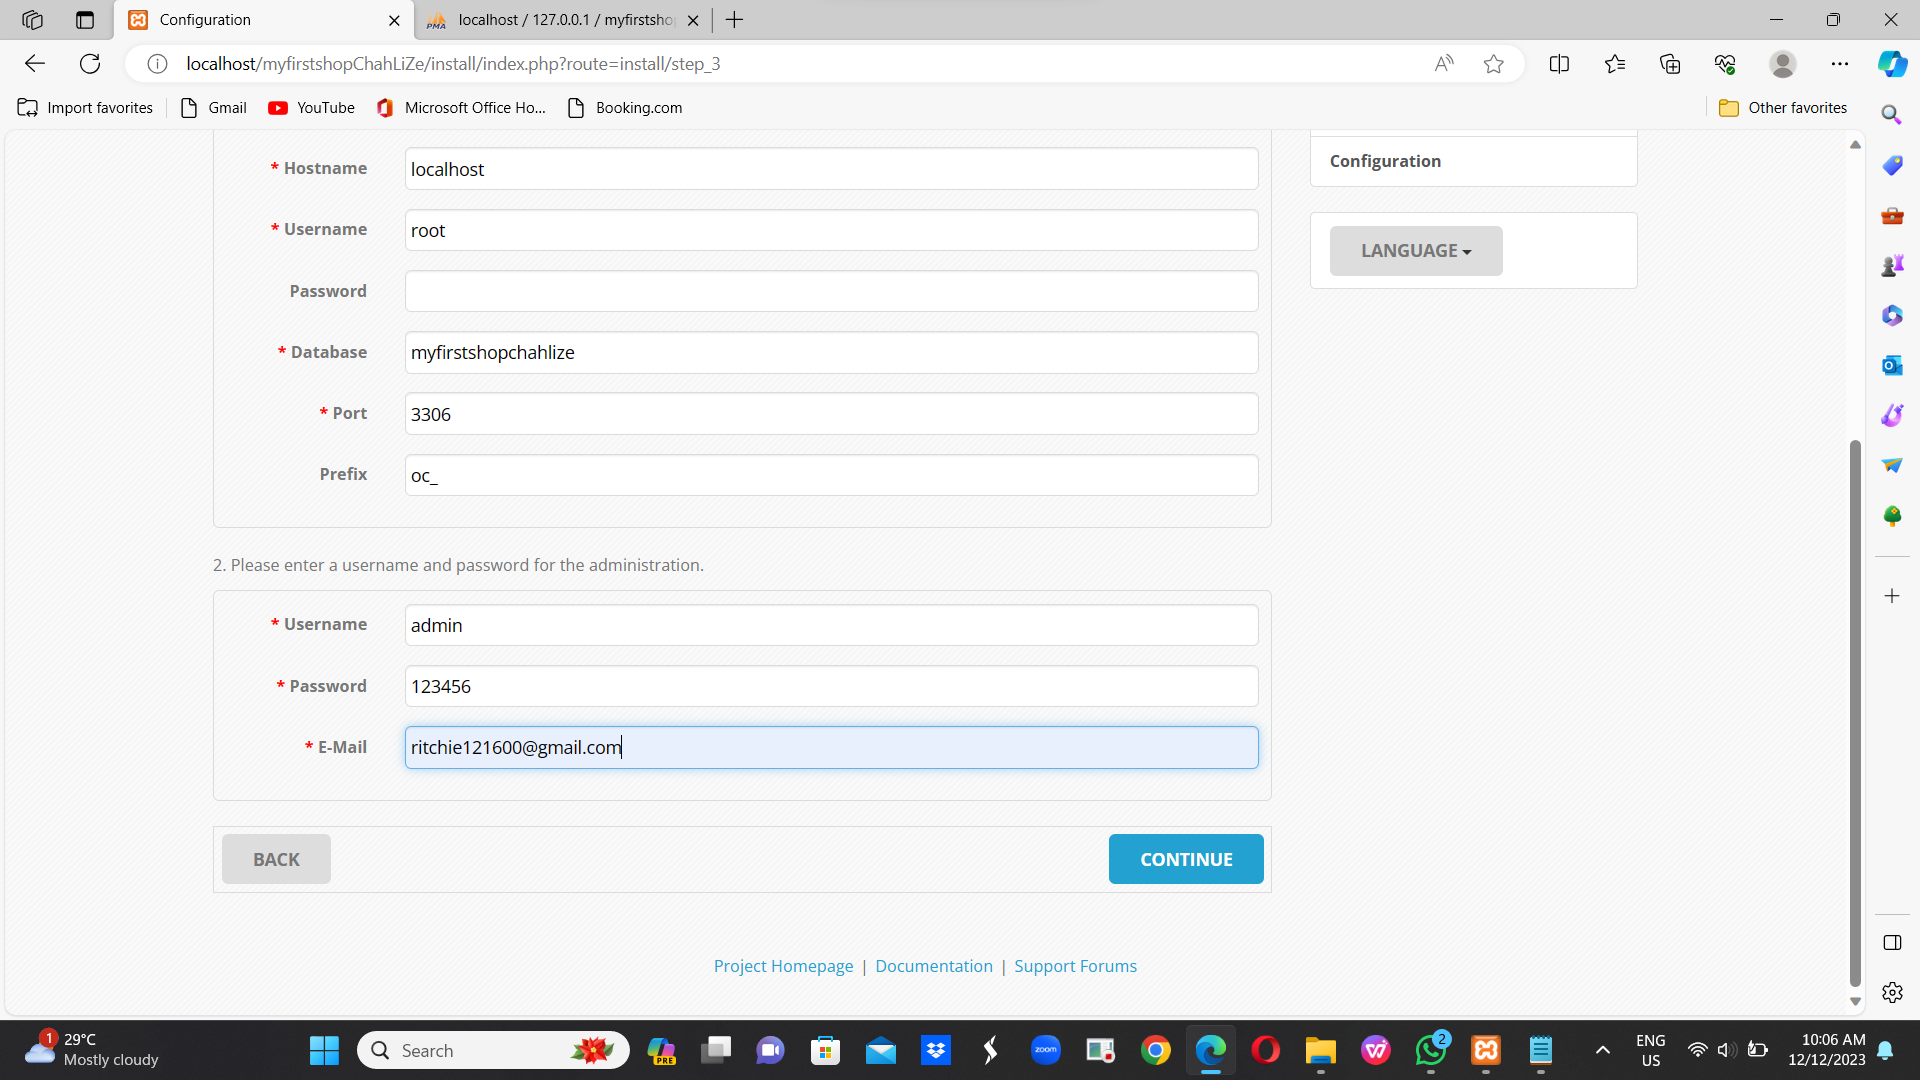 Configuration
PMA
localhost / 127.0.0.1 / myfirstsho
localhost/myfirstshopChahLiZe/install/index.php?route=install/step_3
Import favorites
Gmail
YouTube
Microsoft Office Ho...
Booking.com
Other favorites
* Hostname
localhost
Configuration
* Username
root
LANGUAGE
Password
* Database
myfirstshopchahlize
* Port
3306
Prefix
oc_
2. Please enter a username and password for the administration.
* Username
admin
* Password
123456
* E-Mail
ritchie121600@gmail.com
BACK
CONTINUE
Project Homepage | Documentation | Support Forums
1
29°C
Mostly cloudy
Search
PRE
zoom
2
ENG
US
10:06 AM
12/12/2023